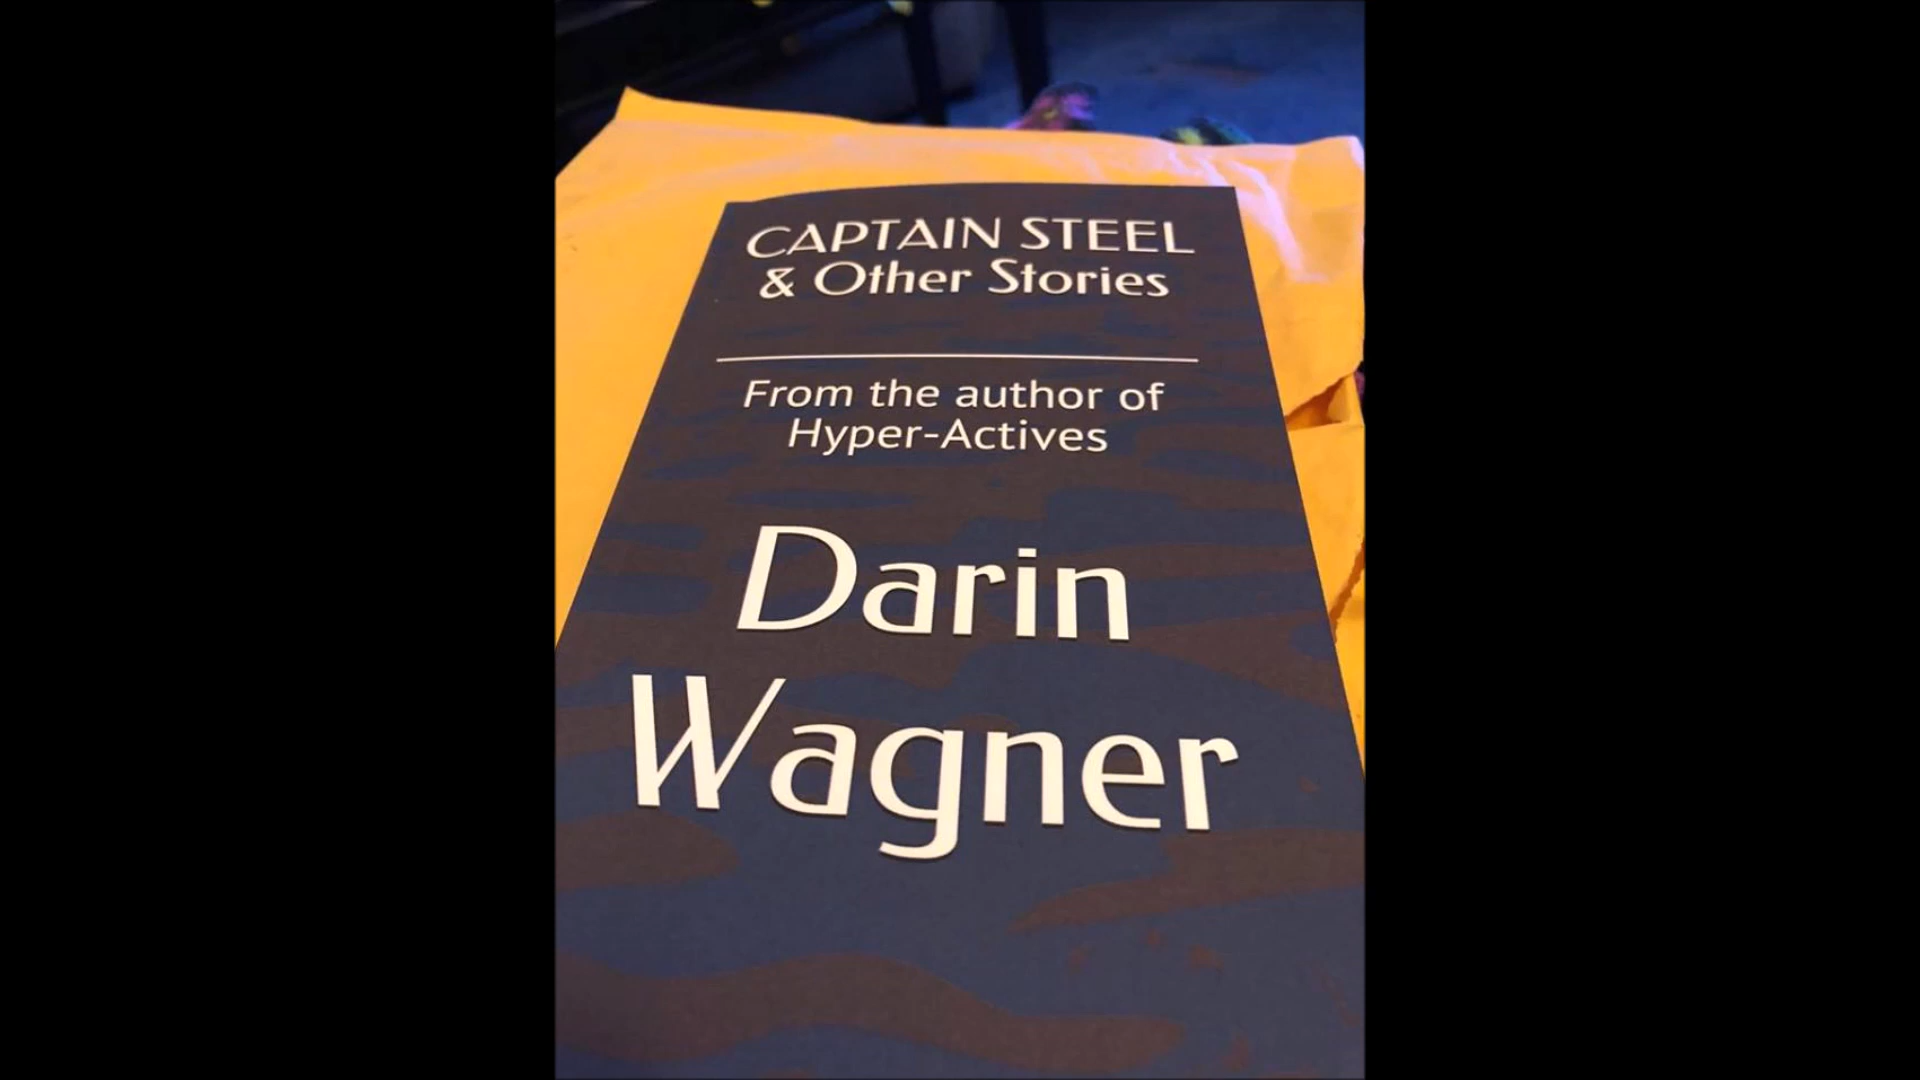 CAPTAIN STEEL
& Other Stories
From the author of
Hyper-Actives
Darin
Wagner